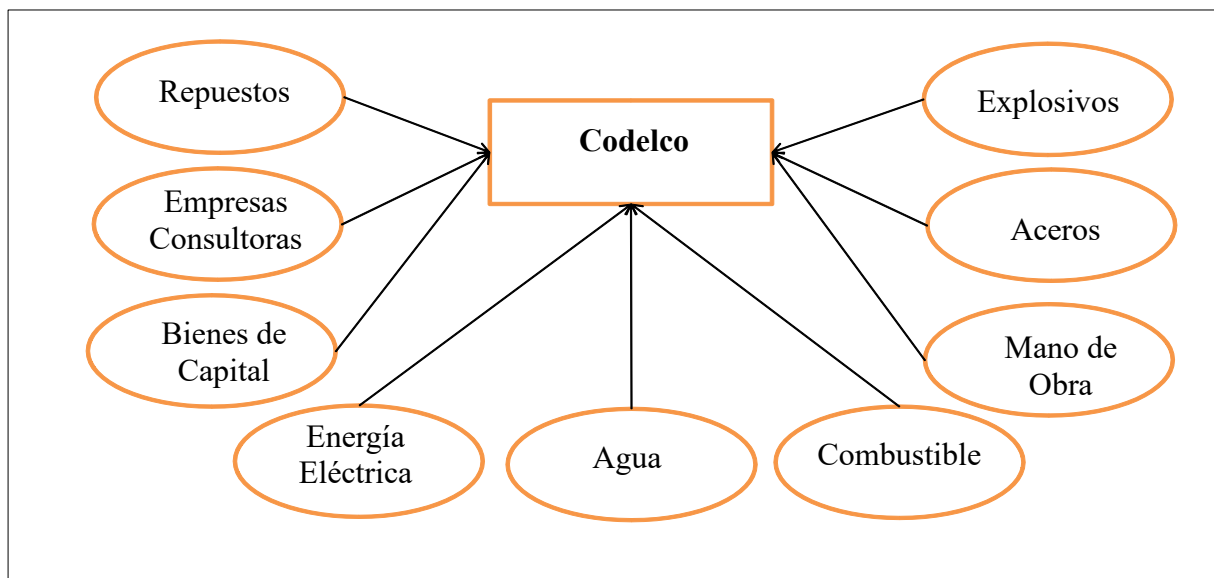 Repuestos
Codelco
Explosivos
Empresas
Consultoras
Aceros
Bienes de
Capital
Mano de
Obra
Energía
Eléctrica
Agua
Combustible